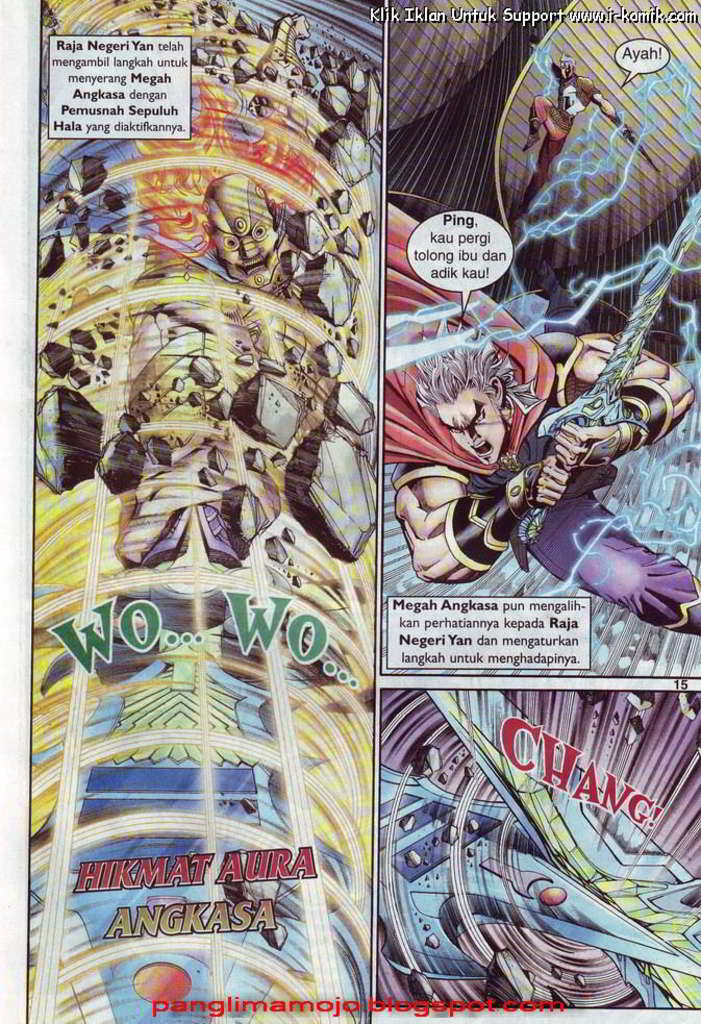 Klik Iklan Untuk Support www.i-komik.com
Raja Negeri Yan telah
mengambil langkah untuk
menyerang Megah
Angkasa dengan
Pemusnah Sepuluh
Hala yang diaktifkannya.
WO... WO...
HIKMAT AURA
ANGKASA
Ayah!
Ping,
kau pergi
tolong ibu dan
adik kau!
Megah Angkasa pun mengalih-
kan perhatiannya kepada Raja
Negeri Yan dan mengaturkan
langkah untuk menghadapinya.
15
CHANG!
panglimamojo.blogspot.com